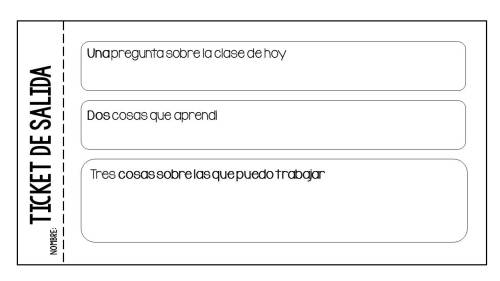 TICKET DE SALIDA
NOMBRE:
Una pregunta sobre la clase de hoy
Dos cosas que aprendí
Tres cosas sobre las que puedo trabajar